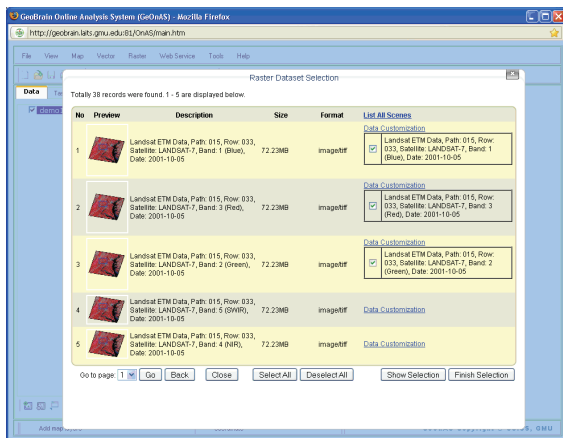 GeoBrain Online Analysis System (GeOnAS) - Mozilla Firefox
http://geobrain.laits.gmu.edu:81/OnAS/main.htm
File View Map Vector Raster Web Service Tools Help
Raster Dataset Selection
Data
demo
Totally 38 records were found. 1 - 5 are displayed below.
No Preview Description Size Format List All Scenes
1 Landsat ETM Data, Path: 015, Row: 033, Satellite: LANDSAT-7, Band: 1 (Blue), Date: 2001-10-05 72.23MB image/tiff Data Customization
Landsat ETM Data, Path: 015, Row: 033, Satellite: LANDSAT-7, Band: 1 (Blue), Date: 2001-10-05
2 Landsat ETM Data, Path: 015, Row: 033, Satellite: LANDSAT-7, Band: 3 (Red), Date: 2001-10-05 72.23MB image/tiff Data Customization
Landsat ETM Data, Path: 015, Row: 033, Satellite: LANDSAT-7, Band: 3 (Red), Date: 2001-10-05
3 Landsat ETM Data, Path: 015, Row: 033, Satellite: LANDSAT-7, Band: 2 (Green), Date: 2001-10-05 72.23MB image/tiff Data Customization
Landsat ETM Data, Path: 015, Row: 033, Satellite: LANDSAT-7, Band: 2 (Green), Date: 2001-10-05
4 Landsat ETM Data, Path: 015, Row: 033, Satellite: LANDSAT-7, Band: 5 (SWIR), Date: 2001-10-05 72.23MB image/tiff Data Customization
5 Landsat ETM Data, Path: 015, Row: 033, Satellite: LANDSAT-7, Band: 4 (NIR), Date: 2001-10-05 72.23MB image/tiff Data Customization
Go to page: 1 Go Back Close Select All Deselect All Show Selection Finish Selection
Add map GMU